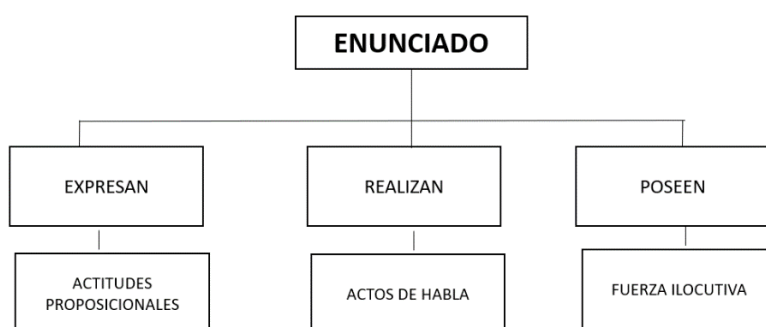 ENUNCIADO
EXPRESAN
REALIZAN
POSEEN
ACTITUDES
PROPOSICIONALES
ACTOS DE HABLA
FUERZA ILOCUTIVA